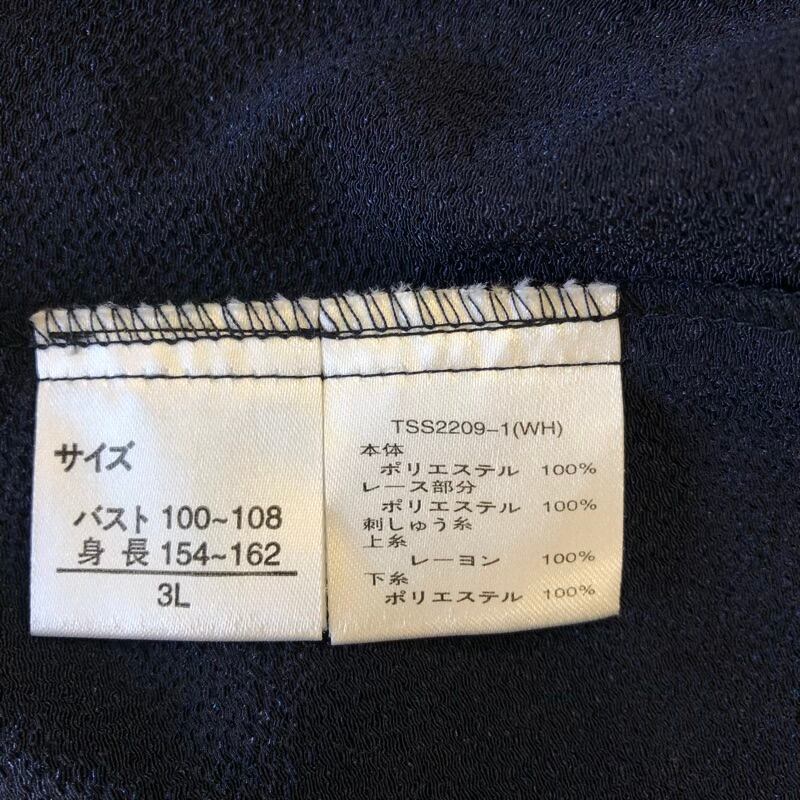 サイズ
バスト 100~108
身 長 154~162
3L
TSS2209-1(WH)
本体
ポリエステル 100%
レース部分
ポリエステル 100%
刺しゅう糸
上糸
レーヨン 100%
下糸
ポリエステル 100%